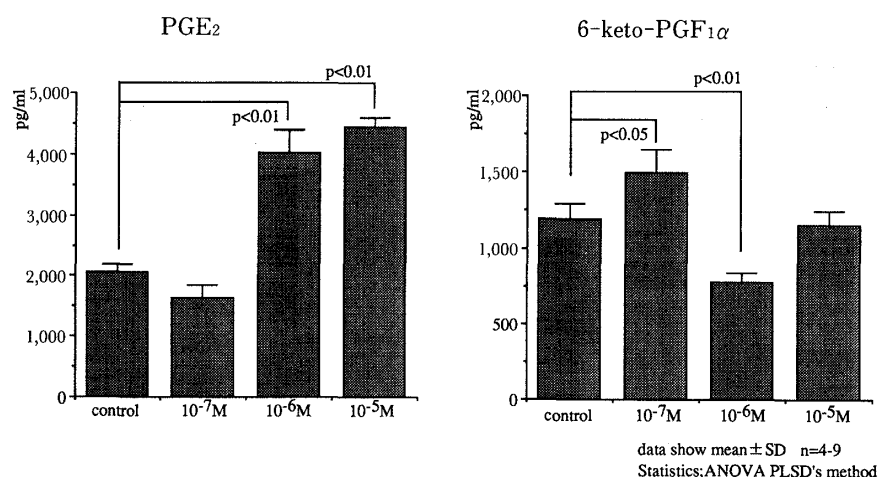 PGE₂
p<0.01
p<0.01
pg/ml
5,000
4,000
3,000
2,000
1,000
0
control
10⁻⁷M
10⁻⁶M
10⁻⁵M
6-keto-PGF₁α
p<0.01
p<0.05
pg/ml
2,000
1,500
1,000
500
0
control
10⁻⁷M
10⁻⁶M
10⁻⁵M
data show mean±SD n=4-9
Statistics;ANOVA PLSD's method